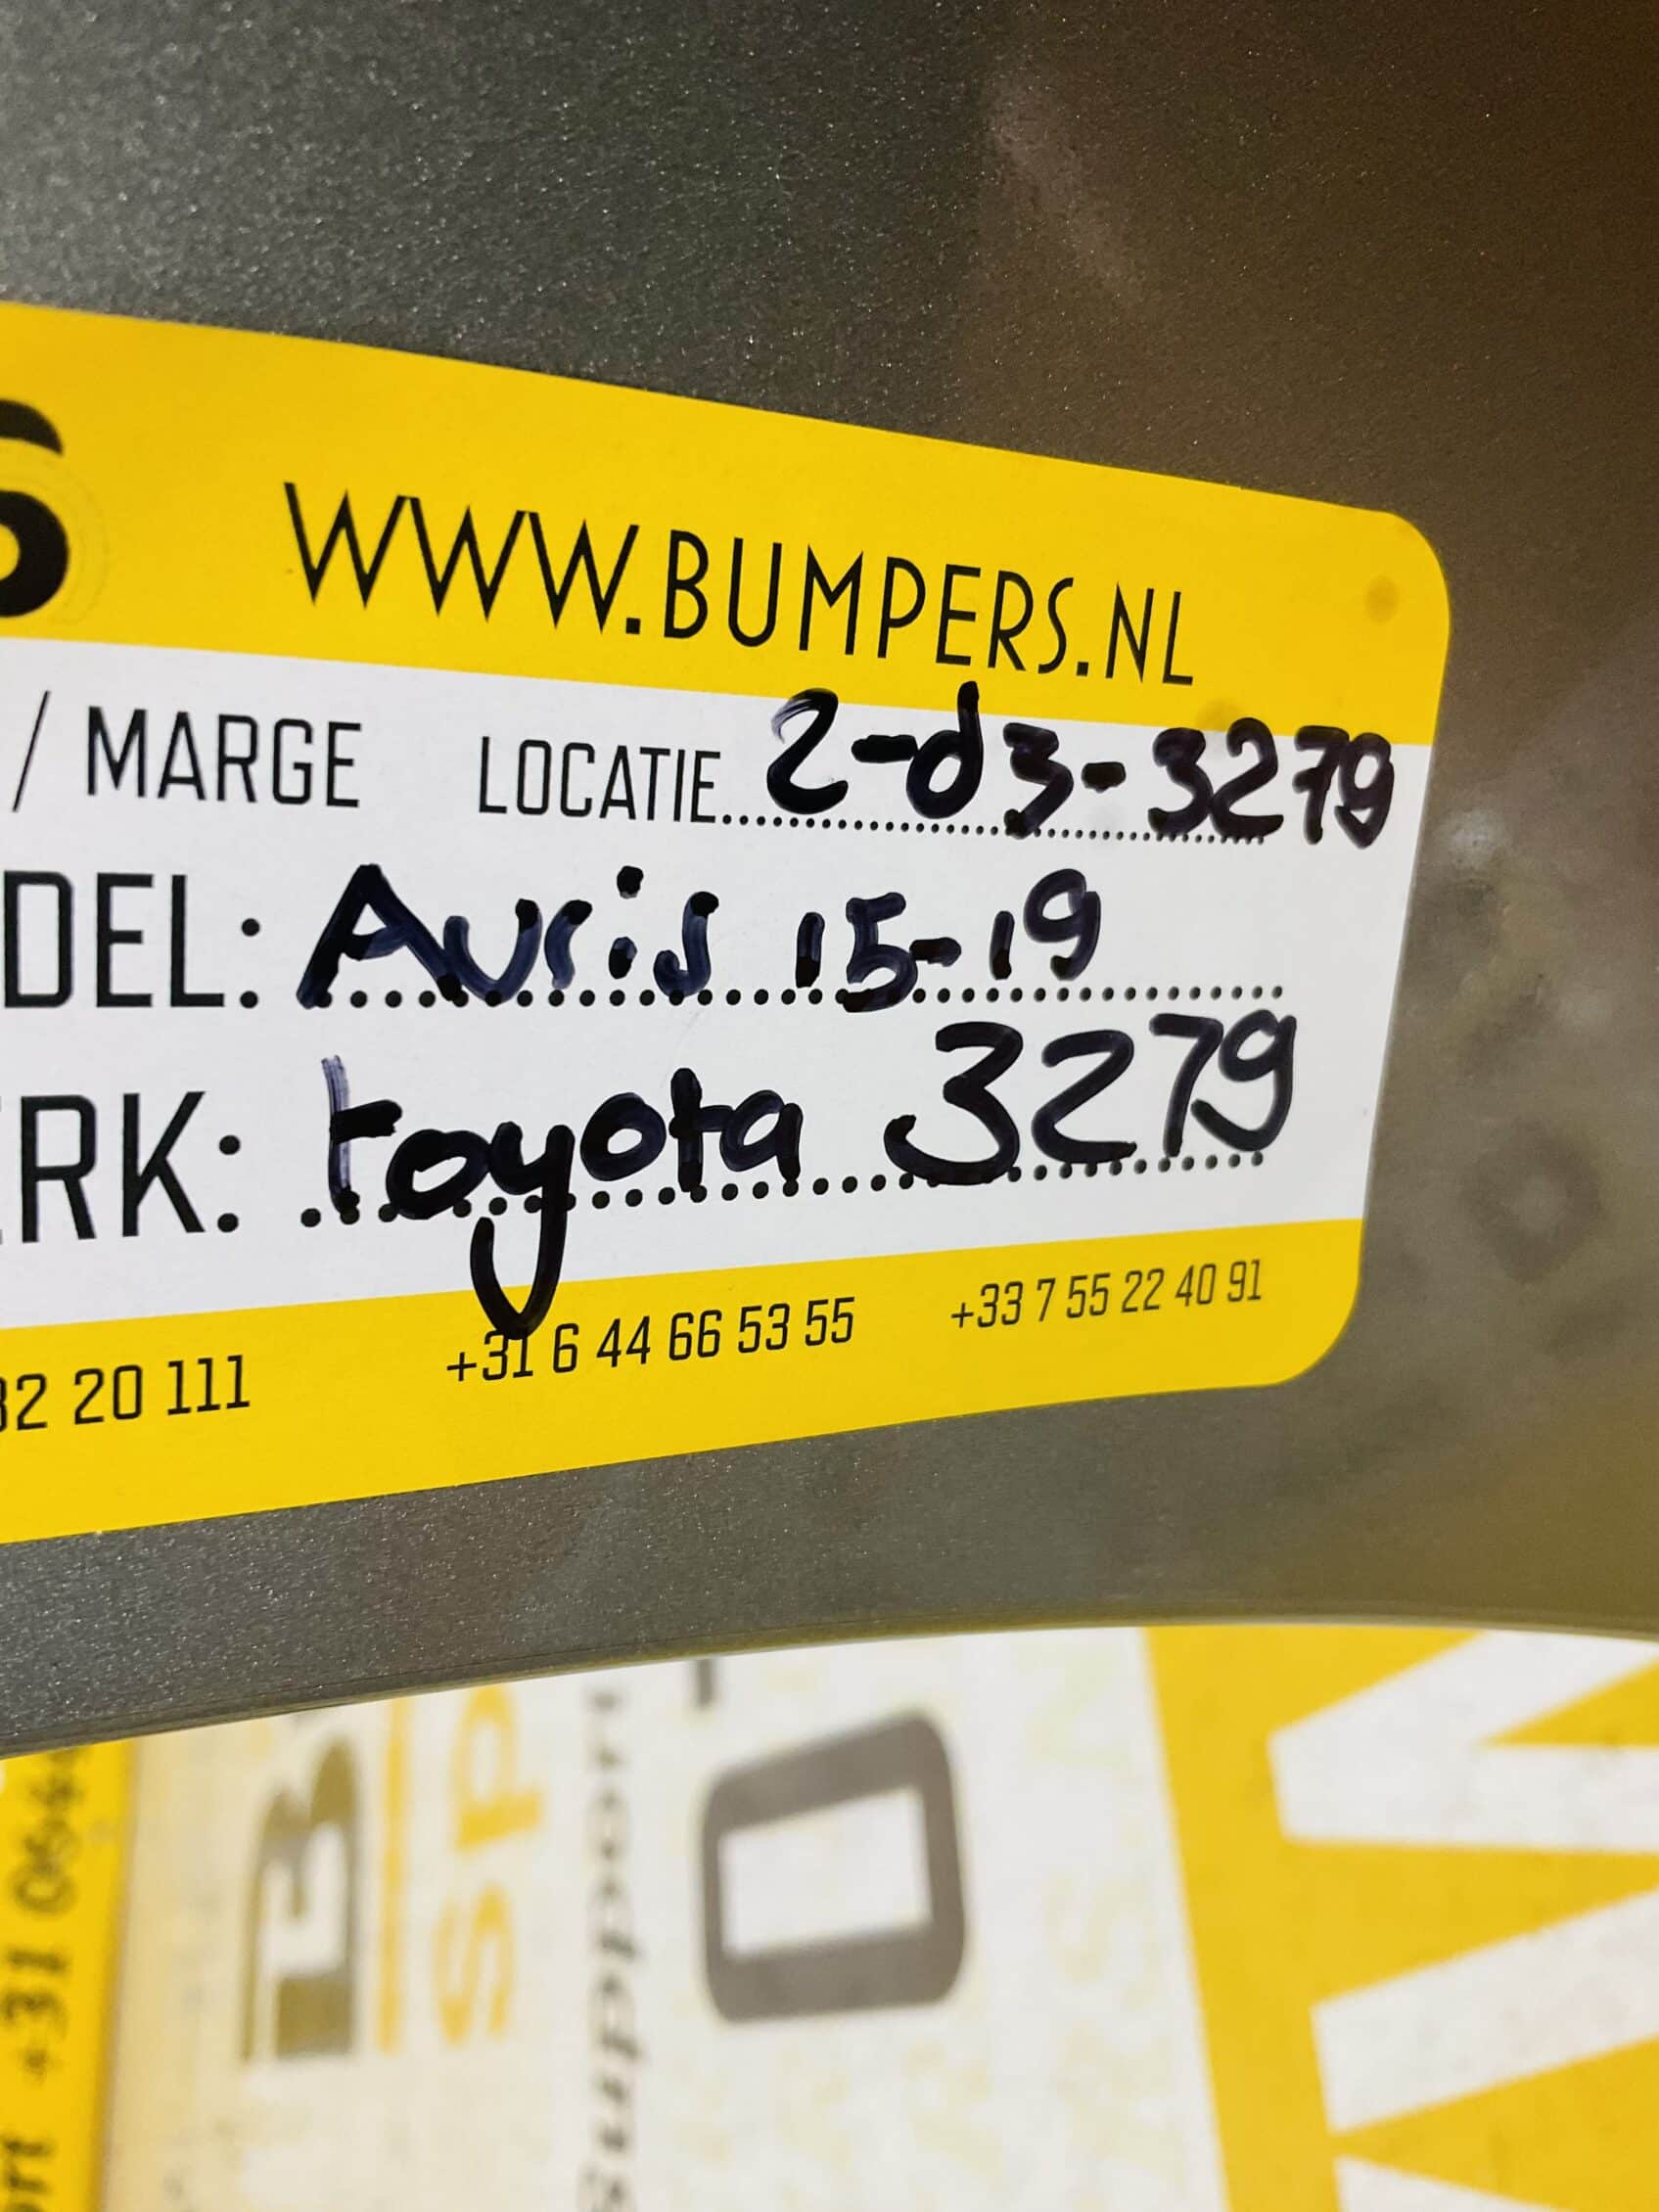 S WWW.BUMPERS.NL
/ MARGE LOCATIE 2-d3-3279
DEL: Auris 15-19
ERK: toyota 3279
32 20 111 +31 6 44 66 53 55 +33 7 55 22 40 91